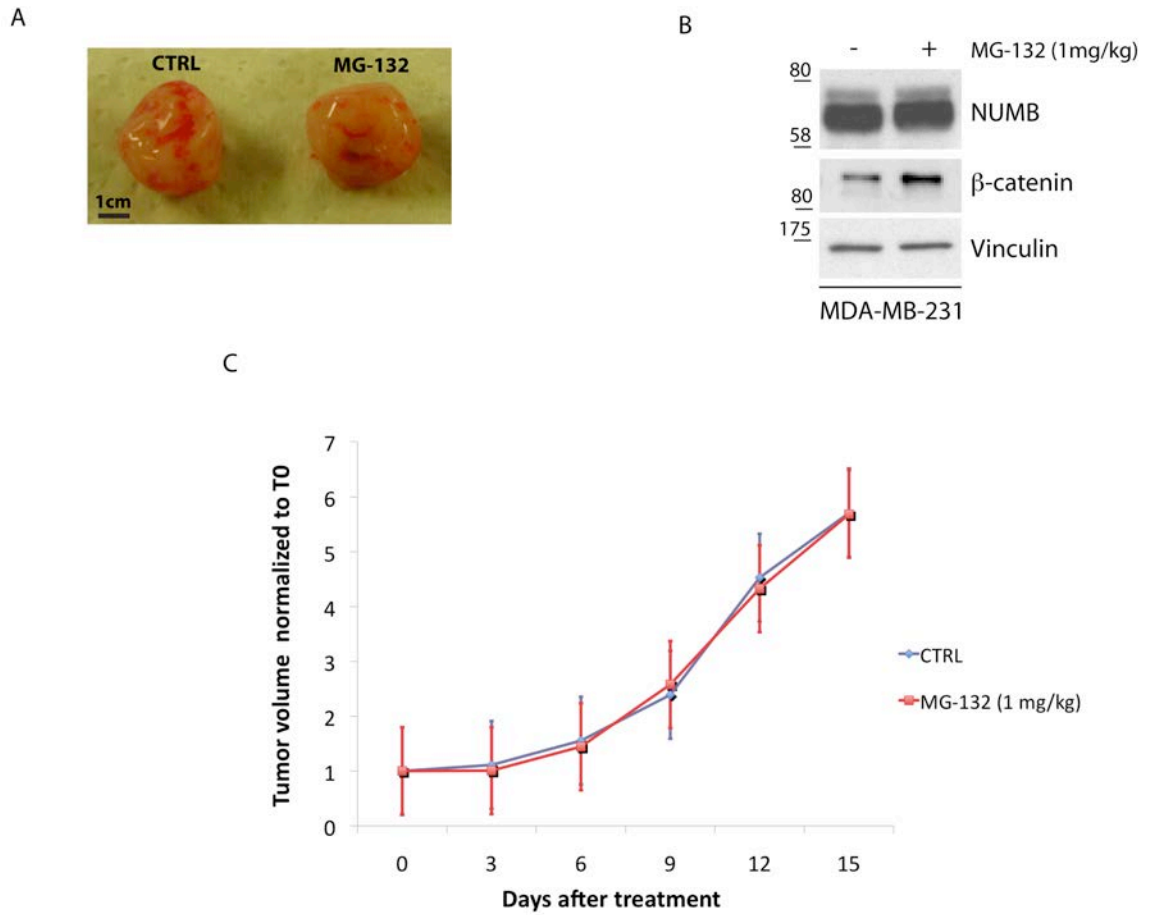 A
CTRL
MG-132
1cm
B
- + MG-132 (1mg/kg)
80
NUMB
58
β-catenin
80
175
Vinculin
MDA-MB-231
C
Tumor volume normalized to T0
7
6
5
4
3
2
1
0
0 3 6 9 12 15
Days after treatment
CTRL
MG-132 (1 mg/kg)